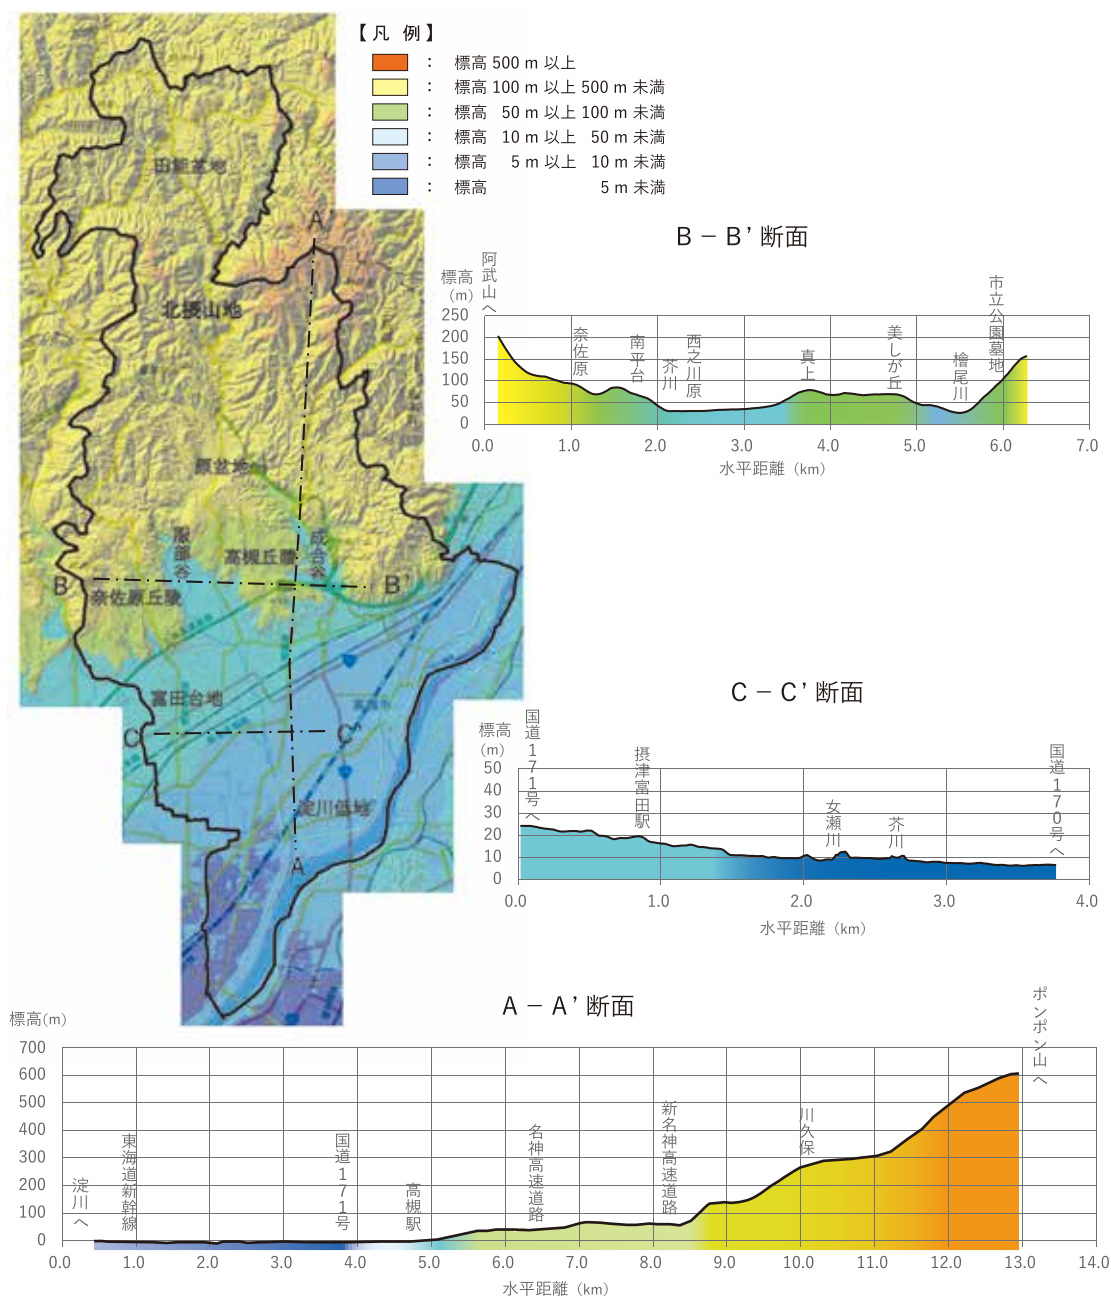 【凡 例】
： 標高 500 m 以上
： 標高 100 m 以上 500 m 未満
： 標高 50 m 以上 100 m 未満
： 標高 10 m 以上 50 m 未満
： 標高 5 m 以上 10 m 未満
： 標高 5 m 未満
田能盆地
A'
北摂山地
原盆地
服部谷
高槻丘陵
成合谷
B
B'
奈佐原丘陵
富田台地
C
C'
淀川低地
A
B − B’ 断面
標高
(m)
阿武山へ
奈佐原
南平台
芥川
西之川原
真上
美しが丘
檜尾川
市立公園墓地
250
200
150
100
50
0
0.0 1.0 2.0 3.0 4.0 5.0 6.0 7.0
水平距離 (km)
C − C’ 断面
標高
(m)
国道171号へ
摂津富田駅
女瀬川
芥川
国道170号へ
50
40
30
20
10
0
0.0 1.0 2.0 3.0 4.0
水平距離 (km)
A − A’ 断面
標高(m)
淀川へ
東海道新幹線
国道171号
高槻駅
名神高速道路
新名神高速道路
川久保
ポンポン山へ
700
600
500
400
300
200
100
0
0.0 1.0 2.0 3.0 4.0 5.0 6.0 7.0 8.0 9.0 10.0 11.0 12.0 13.0 14.0
水平距離 (km)